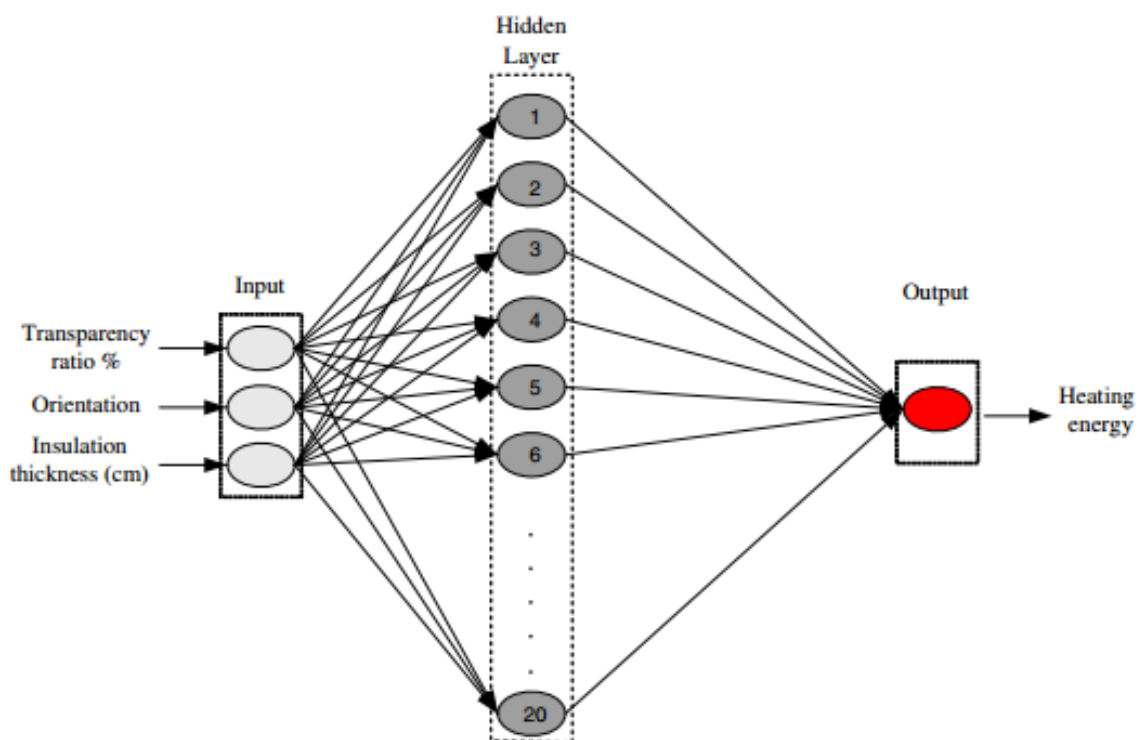 Hidden
Layer
1
2
3
Input
4
Output
Transparency
ratio %
5
Orientation
Heating
energy
Insulation
thickness (cm)
6
20